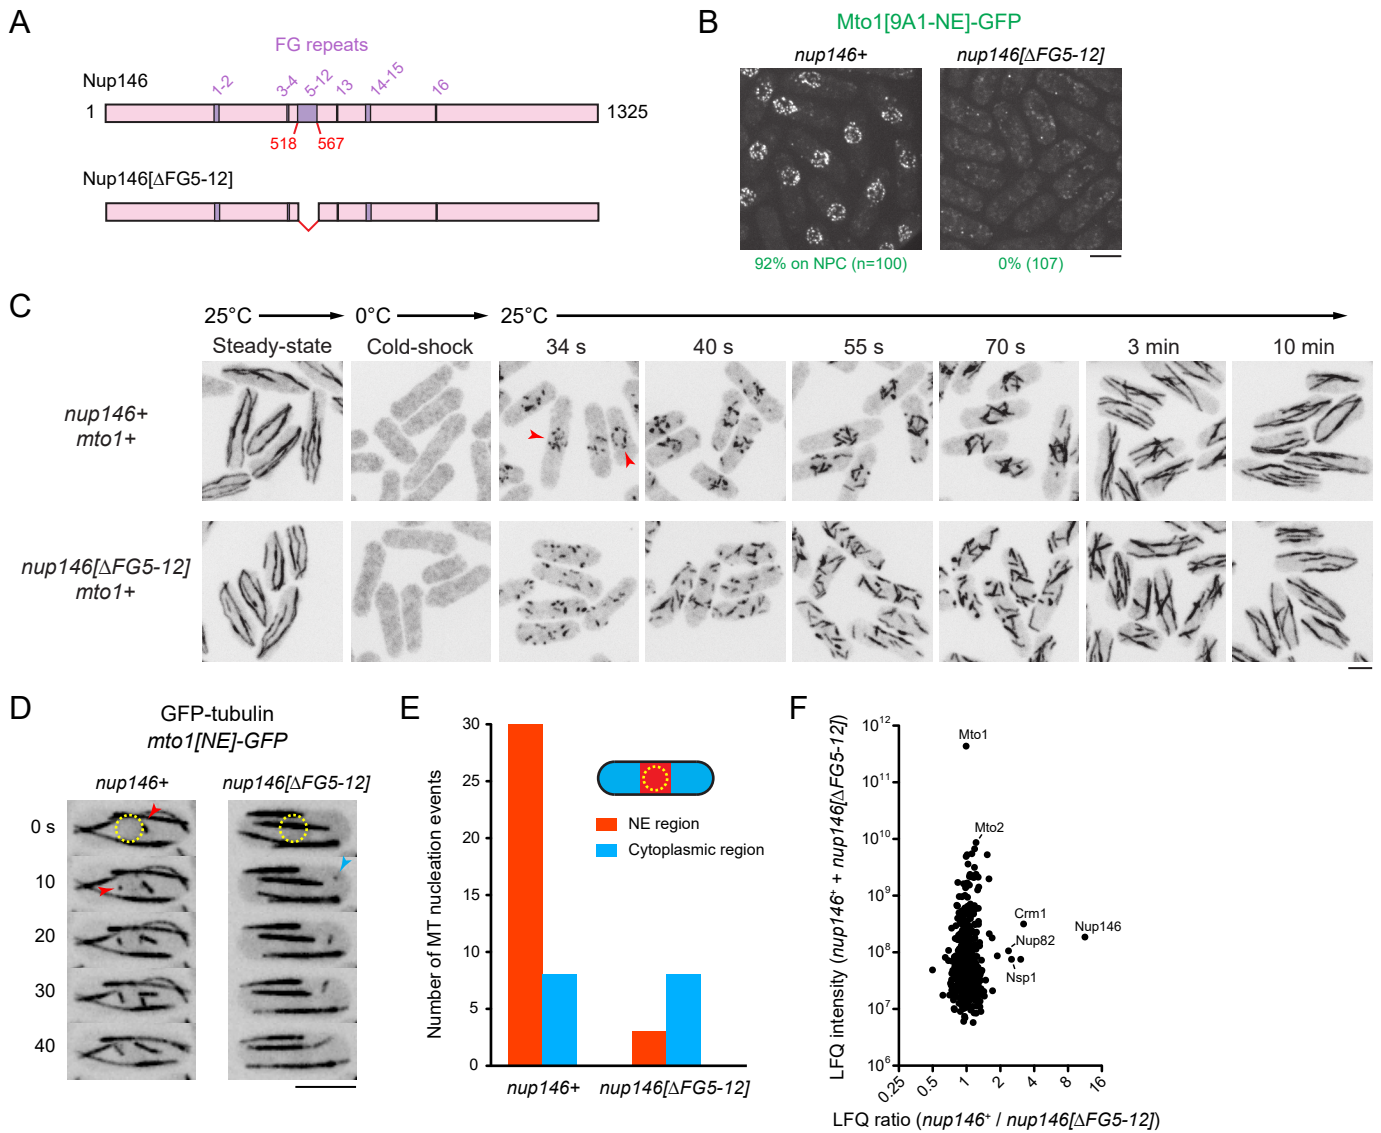 A
FG repeats
Nup146
1-2
3-4
5-12
13
14-15
16
1
1325
518
567
Nup146[ΔFG5-12]
B
Mto1[9A1-NE]-GFP
nup146+
nup146[ΔFG5-12]
92% on NPC (n=100)
0% (107)
C
25°C
0°C
25°C
Steady-state
Cold-shock
34 s
40 s
55 s
70 s
3 min
10 min
nup146+
mto1+
nup146[ΔFG5-12]
mto1+
D
GFP-tubulin
mto1[NE]-GFP
nup146+
nup146[ΔFG5-12]
0 s
10
20
30
40
E
Number of MT nucleation events
30
25
20
15
10
5
0
NE region
Cytoplasmic region
nup146+
nup146[ΔFG5-12]
F
LFQ intensity (nup146⁺ + nup146[ΔFG5-12])
10¹²
10¹¹
10¹⁰
10⁹
10⁸
10⁷
10⁶
Mto1
Mto2
Crm1
Nup146
Nup82
Nsp1
0.25
0.5
1
2
4
8
16
LFQ ratio (nup146⁺ / nup146[ΔFG5-12])